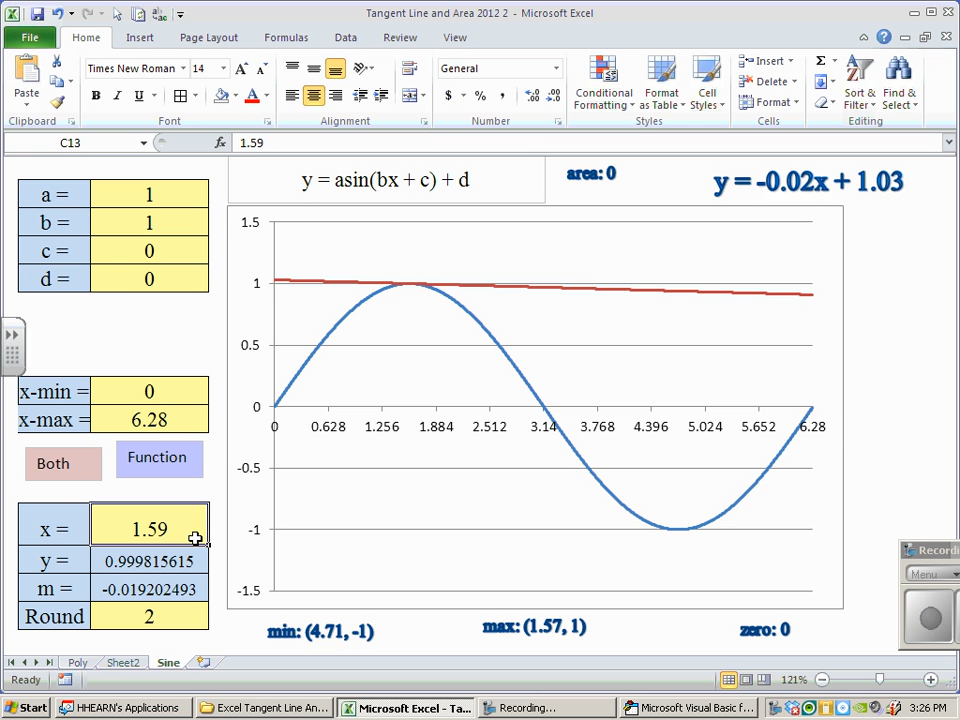 Tangent Line and Area 2012 2 - Microsoft Excel
File Home Insert Page Layout Formulas Data Review View
Paste
Clipboard
Times New Roman 14
B I U
Font
Alignment
General
$ % ,
Number
Conditional Formatting
Format as Table
Cell Styles
Styles
Insert
Delete
Format
Cells
Σ
Sort & Filter
Find & Select
Editing
C13 fx 1.59
a = 1
b = 1
c = 0
d = 0
y = asin(bx + c) + d
area: 0
y = -0.02x + 1.03
1.5
1
0.5
0
-0.5
-1
-1.5
0 0.628 1.256 1.884 2.512 3.14 3.768 4.396 5.024 5.652 6.28
x-min = 0
x-max = 6.28
Both
Function
x = 1.59
y = 0.999815615
m = -0.019202493
Round 2
min: (4.71, -1)
max: (1.57, 1)
zero: 0
Recordi
Menu
Poly Sheet2 Sine
Ready
121%
Start
HHEARN's Applications
Excel Tangent Line An...
Microsoft Excel - Ta...
Recording...
Microsoft Visual Basic f...
3:26 PM